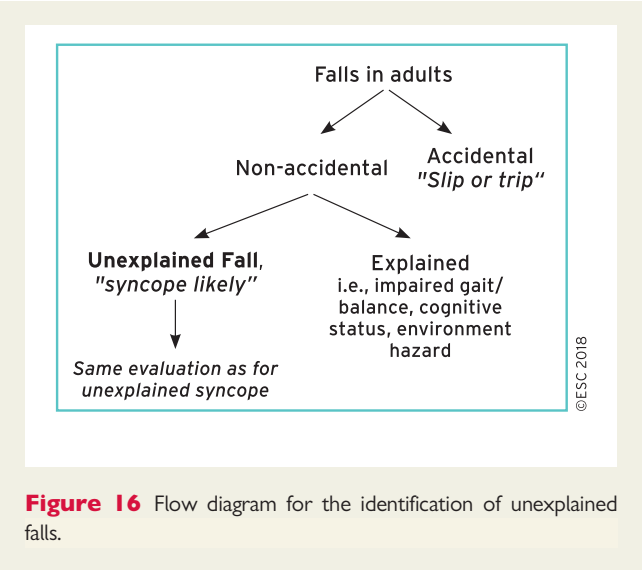 Falls in adults
Non-accidental
Accidental
"Slip or trip“
Unexplained Fall,
"syncope likely”
Explained
i.e., impaired gait/
balance, cognitive
status, environment
hazard
Same evaluation as for
unexplained syncope
©ESC 2018
Figure 16 Flow diagram for the identification of unexplained
falls.